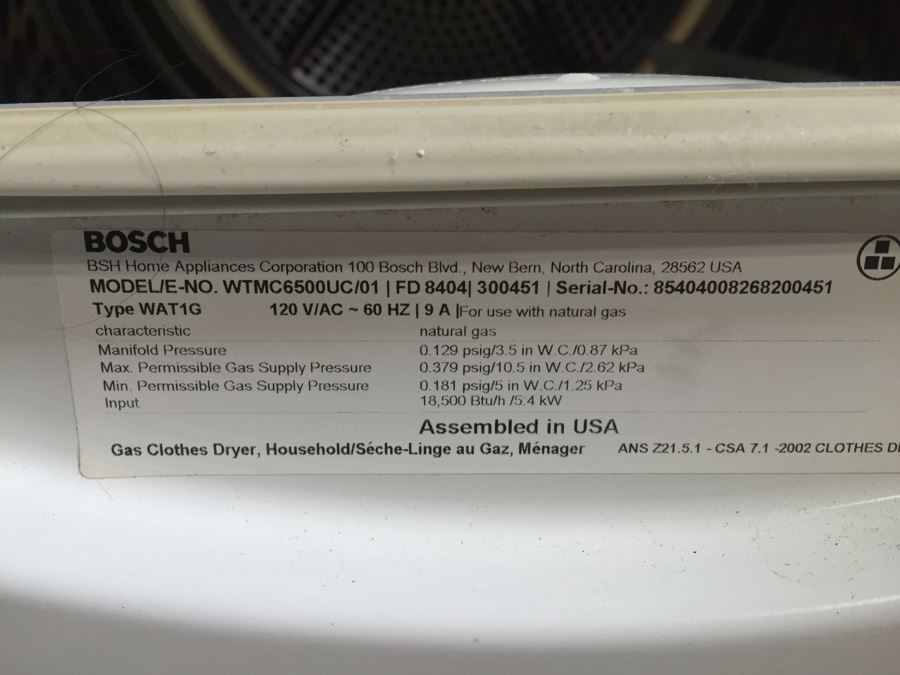 BOSCH
BSH Home Appliances Corporation 100 Bosch Blvd., New Bern, North Carolina, 28562 USA
MODEL/E-NO. WTMC6500UC/01 | FD 8404| 300451 | Serial-No.: 85404008268200451
Type WAT1G 120 V/AC ~ 60 HZ | 9 A |For use with natural gas
characteristic natural gas
Manifold Pressure 0.129 psig/3.5 in W.C./0.87 kPa
Max. Permissible Gas Supply Pressure 0.379 psig/10.5 in W.C./2.62 kPa
Min. Permissible Gas Supply Pressure 0.181 psig/5 in W.C./1.25 kPa
Input 18,500 Btu/h /5.4 kW
Assembled in USA
Gas Clothes Dryer, Household/Séche-Linge au Gaz, Ménager ANS Z21.5.1 - CSA 7.1 -2002 CLOTHES